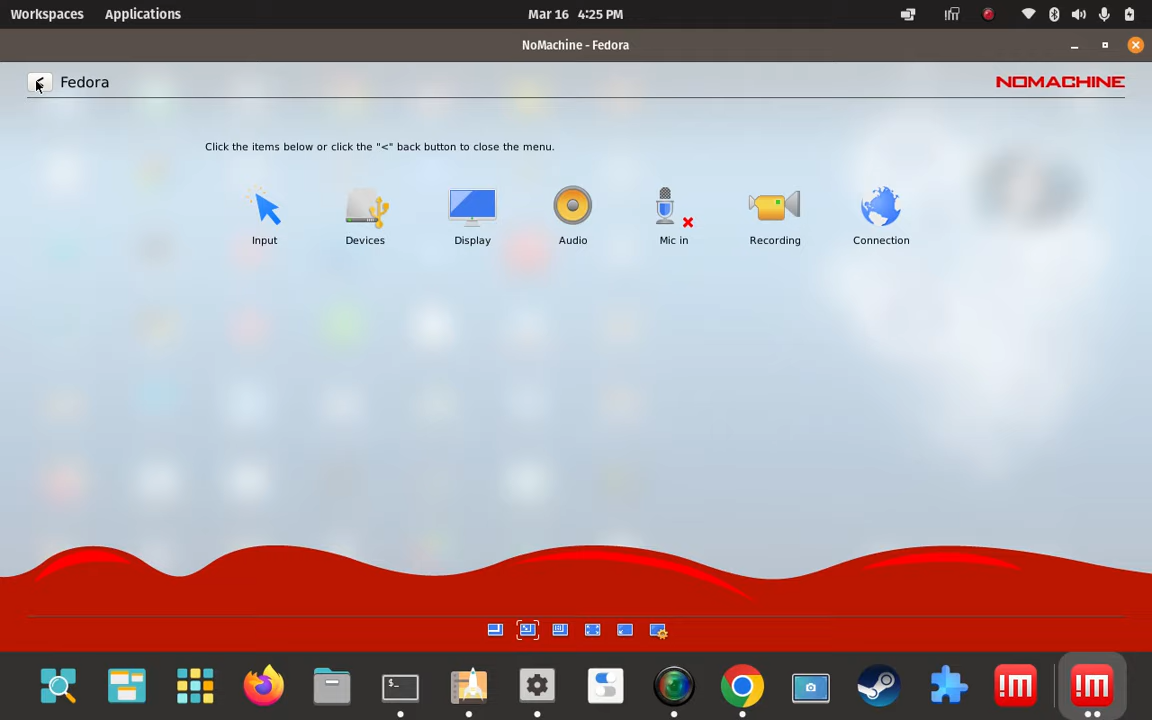 Workspaces Applications Mar 16 4:25 PM
NoMachine - Fedora
< Fedora NOMACHINE
Click the items below or click the "<" back button to close the menu.
Input Devices Display Audio Mic in Recording Connection
$_ !M !M